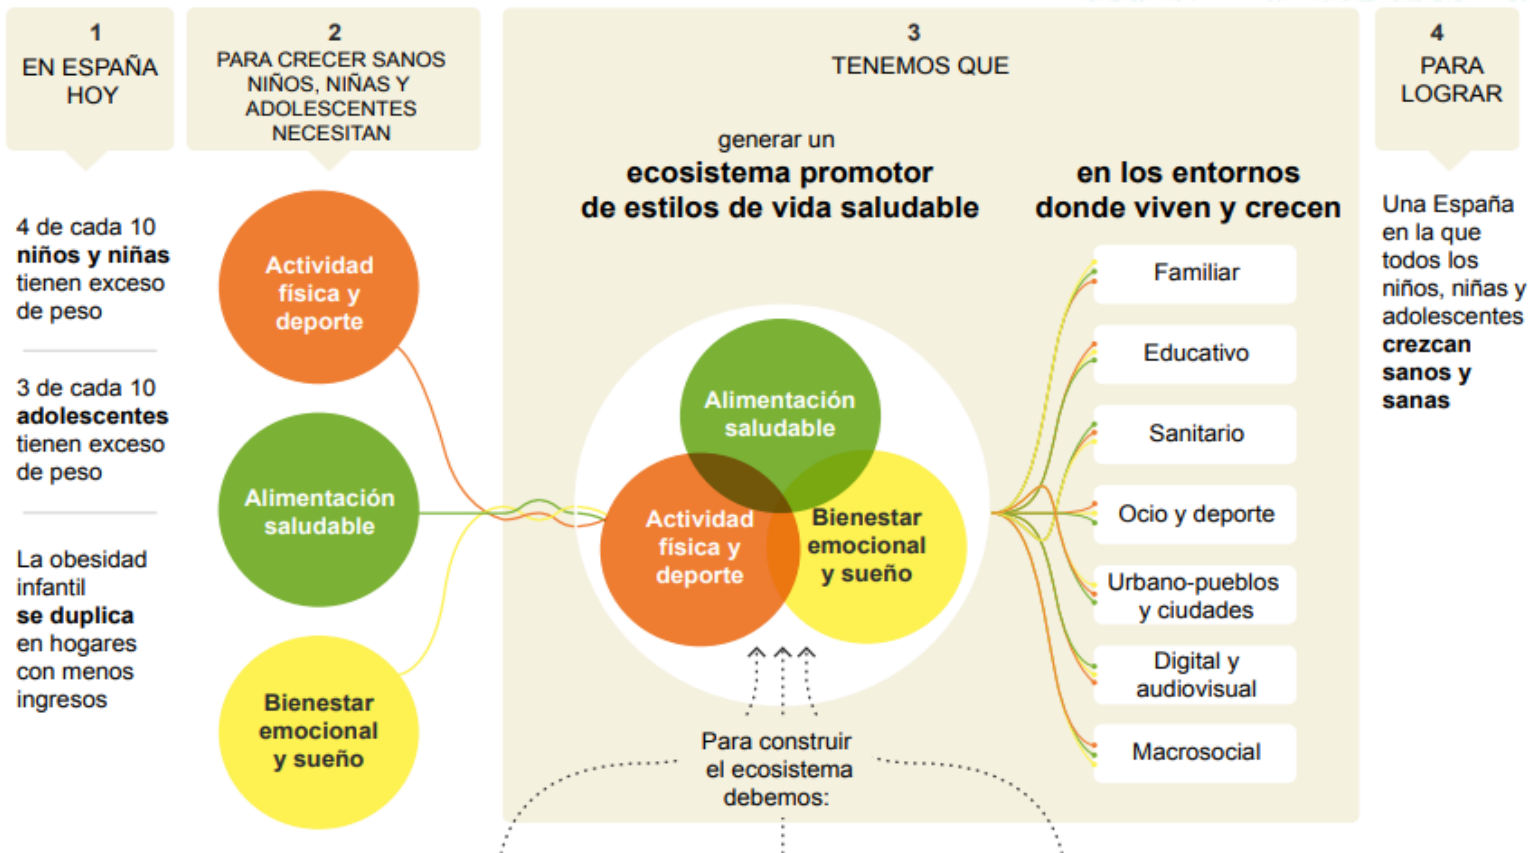 1
EN ESPAÑA
HOY
4 de cada 10
niños y niñas
tienen exceso
de peso
3 de cada 10
adolescentes
tienen exceso
de peso
La obesidad
infantil
se duplica
en hogares
con menos
ingresos
2
PARA CRECER SANOS
NIÑOS, NIÑAS Y
ADOLESCENTES
NECESITAN
Actividad
física y
deporte
Alimentación
saludable
Bienestar
emocional
y sueño
3
TENEMOS QUE
generar un
ecosistema promotor
de estilos de vida saludable
Alimentación
saludable
Actividad
física y
deporte
Bienestar
emocional
y sueño
Para construir
el ecosistema
debemos:
en los entornos
donde viven y crecen
Familiar
Educativo
Sanitario
Ocio y deporte
Urbano-pueblos
y ciudades
Digital y
audiovisual
Macrosocial
4
PARA
LOGRAR
Una España
en la que
todos los
niños, niñas y
adolescentes
crezcan
sanos y
sanas